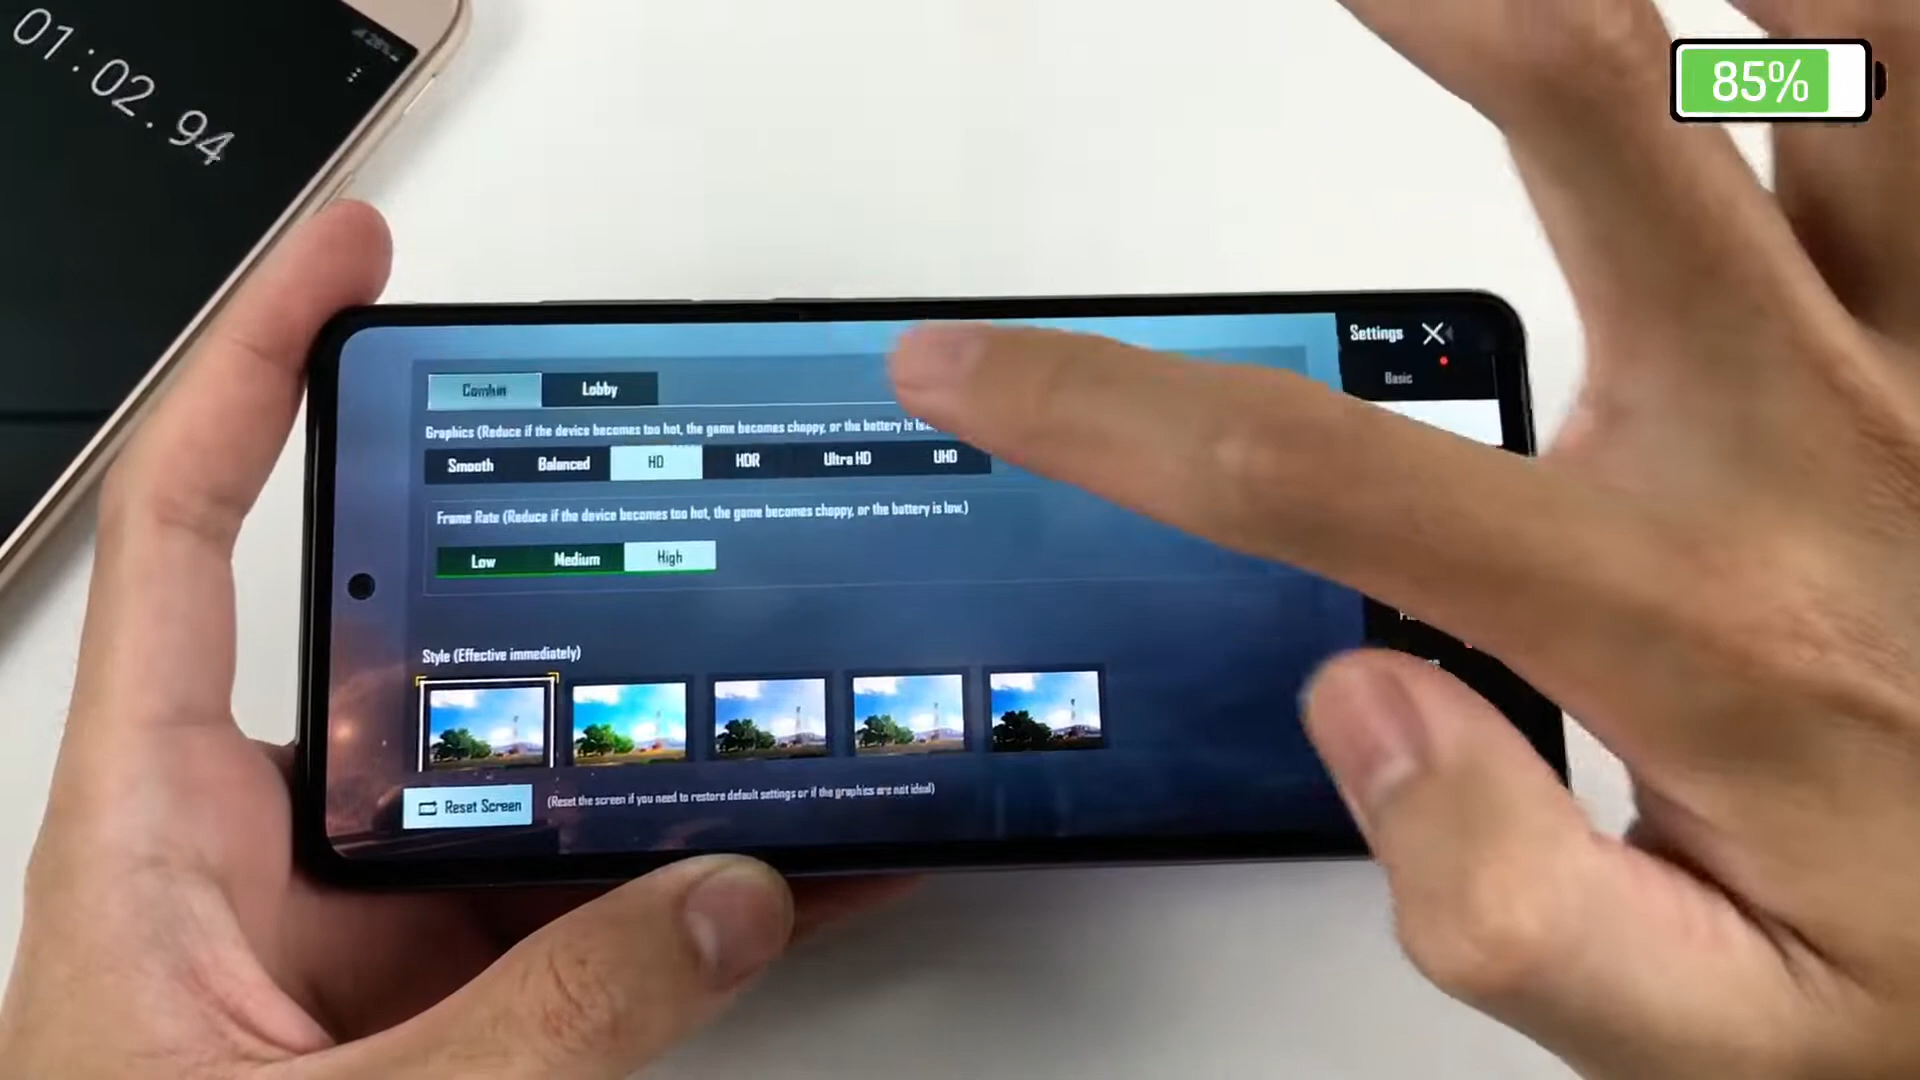 01:02.94
85%
Settings
Basic
Lobby
Graphics (Reduce if the device becomes too hot, the game becomes choppy, or the battery is
Smooth Balanced HD HDR Ultra HD UHD
Frame Rate (Reduce if the device becomes too hot, the game becomes choppy, or the battery is low.)
Low Medium High
Style (Effective immediately)
Reset Screen (Reset the screen if you need to restore default settings or if the graphics are not ideal)